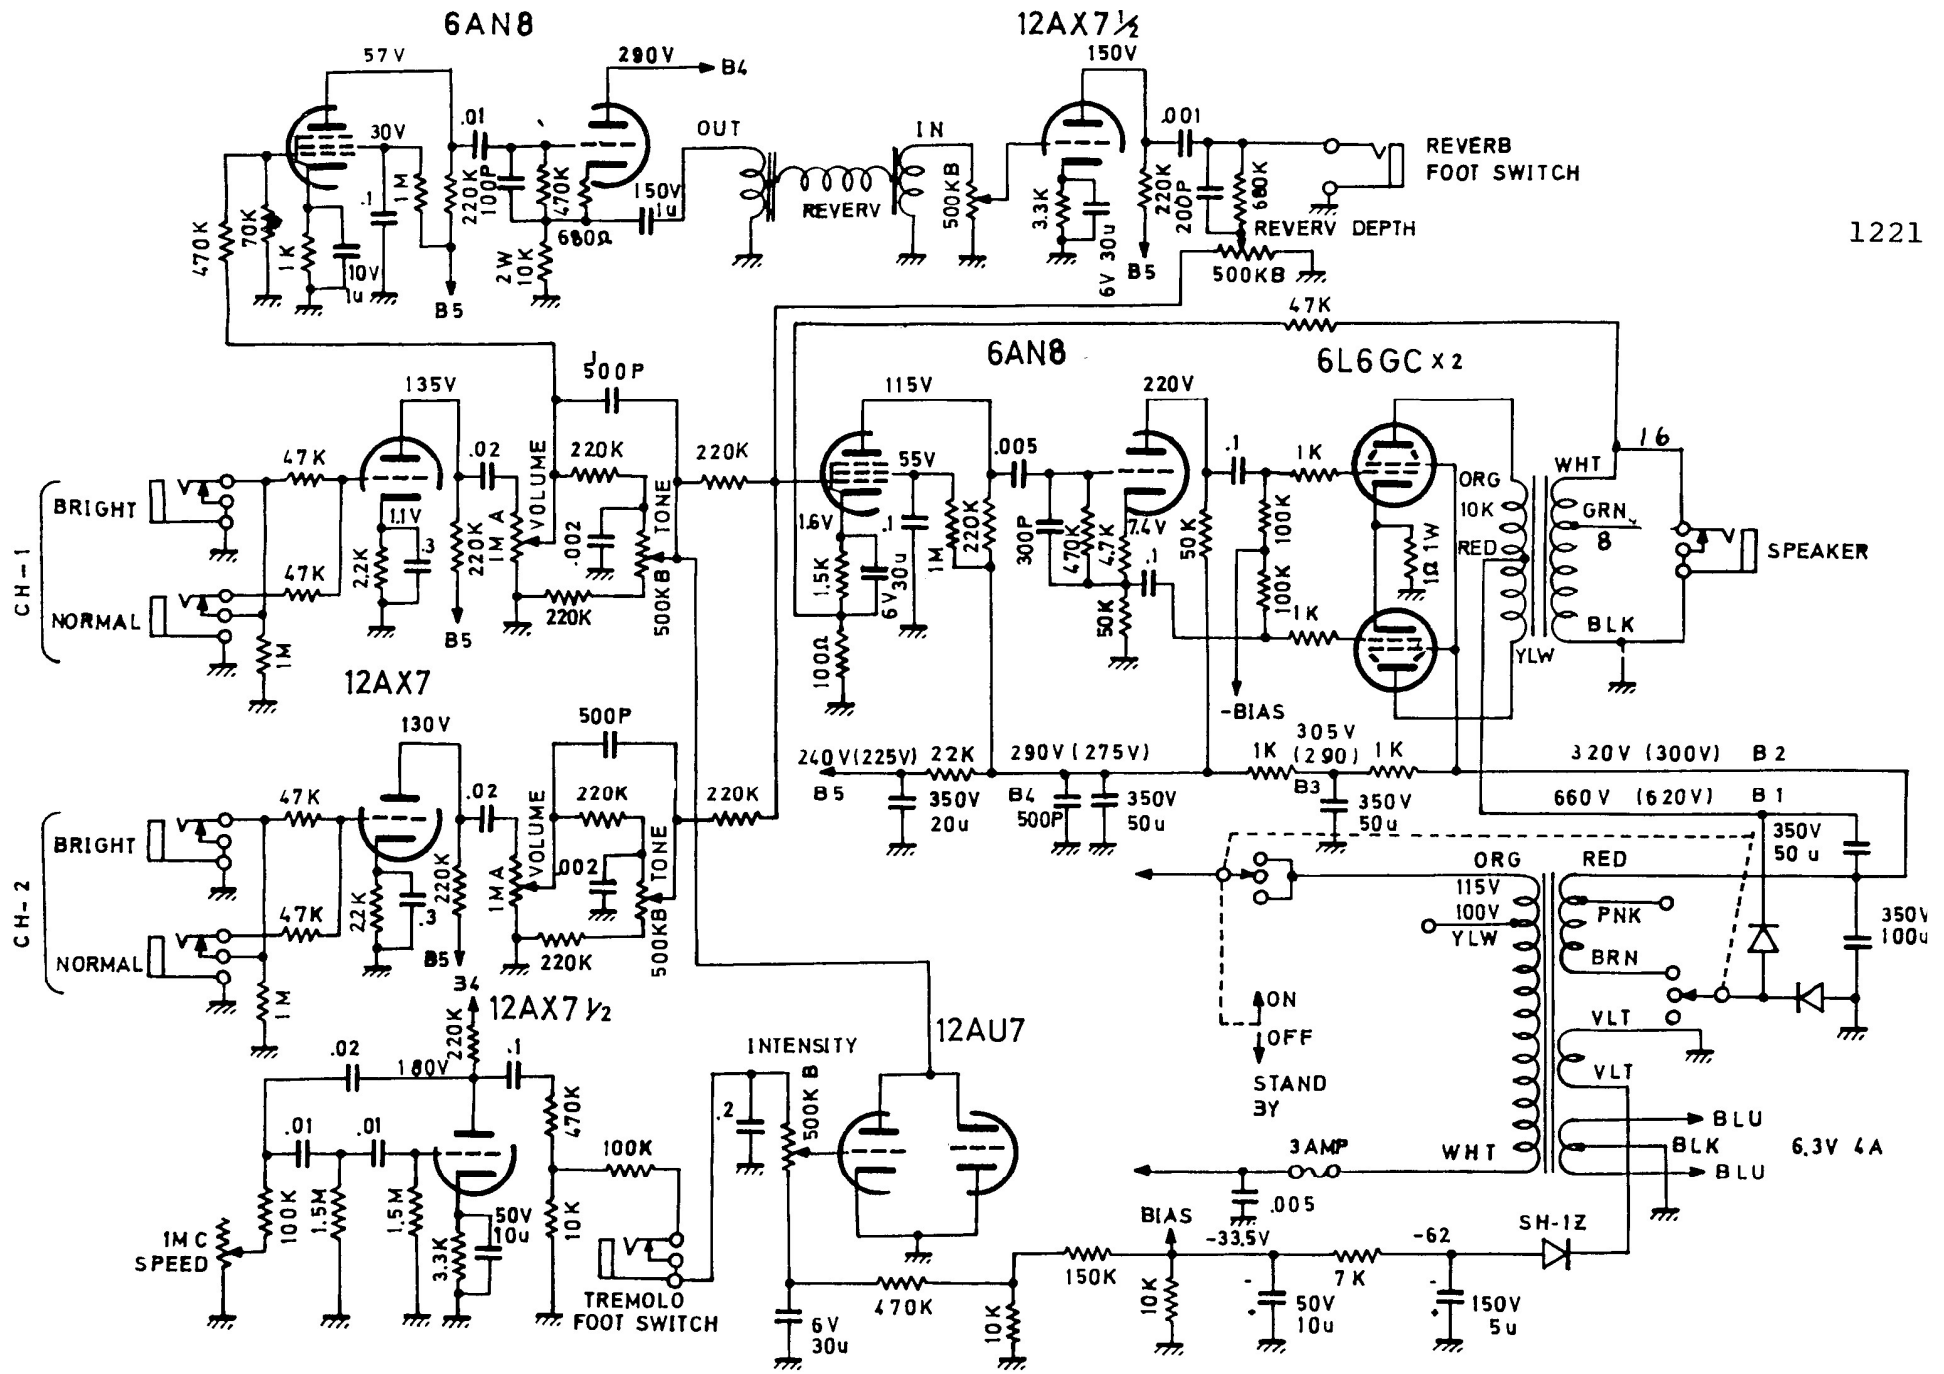 6AN8
12AX7 ½
57V
290V
B4
150V
.01
OUT
IN
.001
30V
REVERB
FOOT SWITCH
470K
70K
1K
.1
1M
220K
100P
470K
150V
1u
REVERV
500KB
3.3K
220K
200P
680K
1221
10V
1u
2W
10K
680Ω
6V 30u
B5
REVERV DEPTH
500KB
B5
47K
6AN8
6L6GC x 2
500P
135V
115V
220V
16
CH-1
BRIGHT
47K
.02
VOLUME
220K
220K
55V
.005
.1
1K
ORG
10K
WHT
GRN
8
1.1V
1M A
.002
TONE
1.6V
.1
7.4V
50K
100K
1Ω 1W
RED
SPEAKER
NORMAL
47K
2.2K
.3
220K
220K
500KB
1.5K
6V
30u
1M
220K
300P
470K
4.7K
.1
50K
100K
1K
BLK
YLW
1M
B5
100Ω
12AX7
-BIAS
130V
500P
240V(225V)
22K
290V(275V)
1K
305V
(290)
1K
320V (300V) B2
B5
350V
20u
B4
500P
350V
50u
B3
350V
50u
660V (620V) B1
350V
50u
CH-2
BRIGHT
47K
.02
VOLUME
220K
220K
1M A
.002
TONE
NORMAL
47K
2.2K
.3
220K
220K
500KB
1M
B5
B4
ORG
115V
100V
YLW
RED
PNK
BRN
350V
100u
12AX7 ½
12AU7
ON
OFF
STAND
BY
VLT
VLT
.02
180V
220K
.1
INTENSITY
500K B
.2
470K
.01
.01
100K
100K
1.5M
1.5M
50V
10u
10K
3.3K
1MC
SPEED
TREMOLO
FOOT SWITCH
6V
30u
470K
10K
3AMP
WHT
.005
BLU
BLK
BLU
6.3V 4A
BIAS
-33.5V
-62
SH-1Z
150K
10K
7K
-
+
50V
10u
-
+
150V
5u